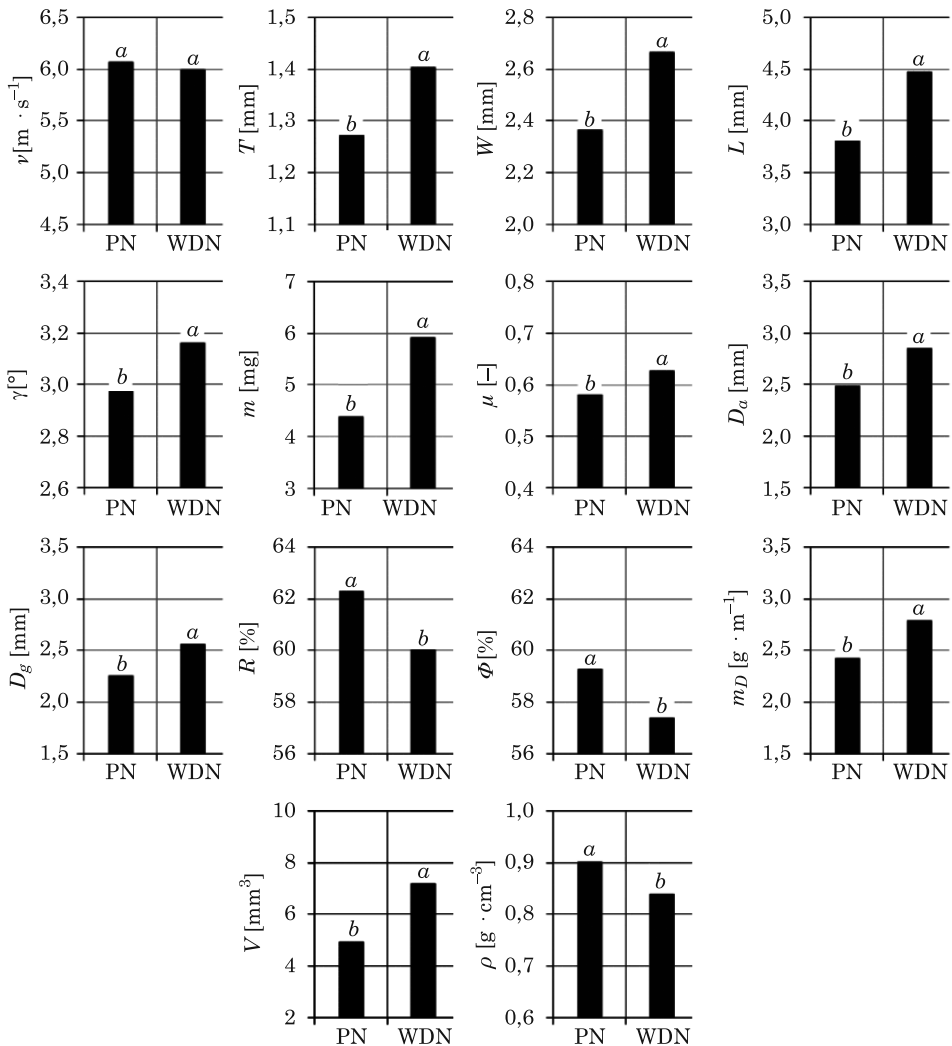 ν[m · s⁻¹]
6,5
6,0
5,5
5,0
4,5
a
a
PN WDN
T [mm]
1,5
1,4
1,3
1,2
1,1
b
a
PN WDN
W [mm]
2,8
2,6
2,4
2,2
2,0
b
a
PN WDN
L [mm]
5,0
4,5
4,0
3,5
3,0
b
a
PN WDN
γ[°]
3,4
3,2
3,0
2,8
2,6
b
a
PN WDN
m [mg]
7
6
5
4
3
b
a
PN WDN
μ [–]
0,8
0,7
0,6
0,5
0,4
b
a
PN WDN
Dₐ [mm]
3,5
3,0
2,5
2,0
1,5
b
a
PN WDN
D_g [mm]
3,5
3,0
2,5
2,0
1,5
b
a
PN WDN
R [%]
64
62
60
58
56
a
b
PN WDN
Φ[%]
64
62
60
58
56
a
b
PN WDN
m_D [g · m⁻¹]
3,5
3,0
2,5
2,0
1,5
b
a
PN WDN
V [mm³]
10
8
6
4
2
b
a
PN WDN
ρ [g · cm⁻³]
1,0
0,9
0,8
0,7
0,6
a
b
PN WDN